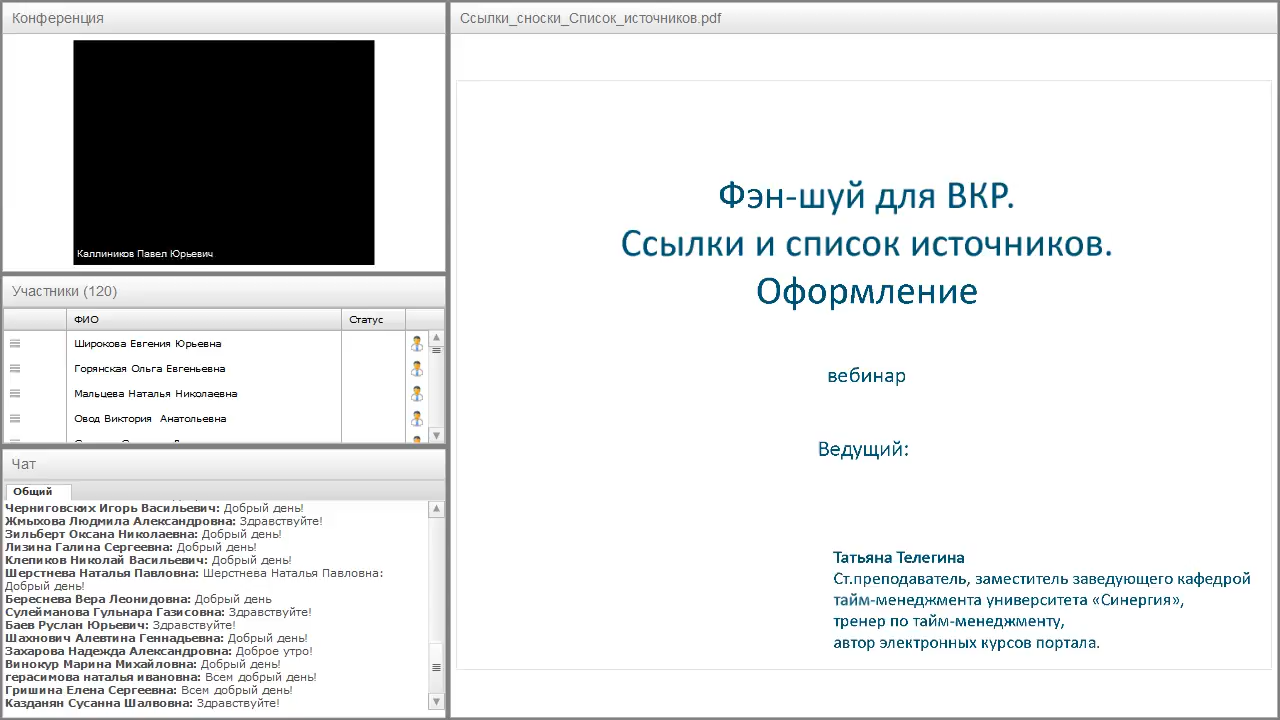 Конференция
Каллиников Павел Юрьевич
Участники (120)
ФИО
Статус
Широкова Евгения Юрьевна
Горянская Ольга Евгеньевна
Мальцева Наталья Николаевна
Овод Виктория Анатольевна
Чат
Общий
Черниговских Игорь Васильевич: Добрый день!
Жмыхова Людмила Александровна: Здравствуйте!
Зильберт Оксана Николаевна: Добрый день!
Лизина Галина Сергеевна: Добрый день!
Клепиков Николай Васильевич: Добрый день!
Шерстнева Наталья Павловна: Шерстнева Наталья Павловна:
Добрый день!
Береснева Вера Леонидовна: Добрый день
Сулейманова Гульнара Газисовна: Здравствуйте!
Баев Руслан Юрьевич: Здравствуйте!
Шахнович Алевтина Геннадьевна: Добрый день!
Захарова Надежда Александровна: Доброе утро!
Винокур Марина Михайловна: Добрый день!
герасимова наталья ивановна: Всем добрый день!
Гришина Елена Сергеевна: Всем добрый день!
Казданян Сусанна Шалвовна: Здравствуйте!
Ссылки_сноски_Список_источников.pdf
Фэн-шуй для ВКР.
Ссылки и список источников.
Оформление
вебинар
Ведущий:
Татьяна Телегина
Ст.преподаватель, заместитель заведующего кафедрой
тайм-менеджмента университета «Синергия»,
тренер по тайм-менеджменту,
автор электронных курсов портала.